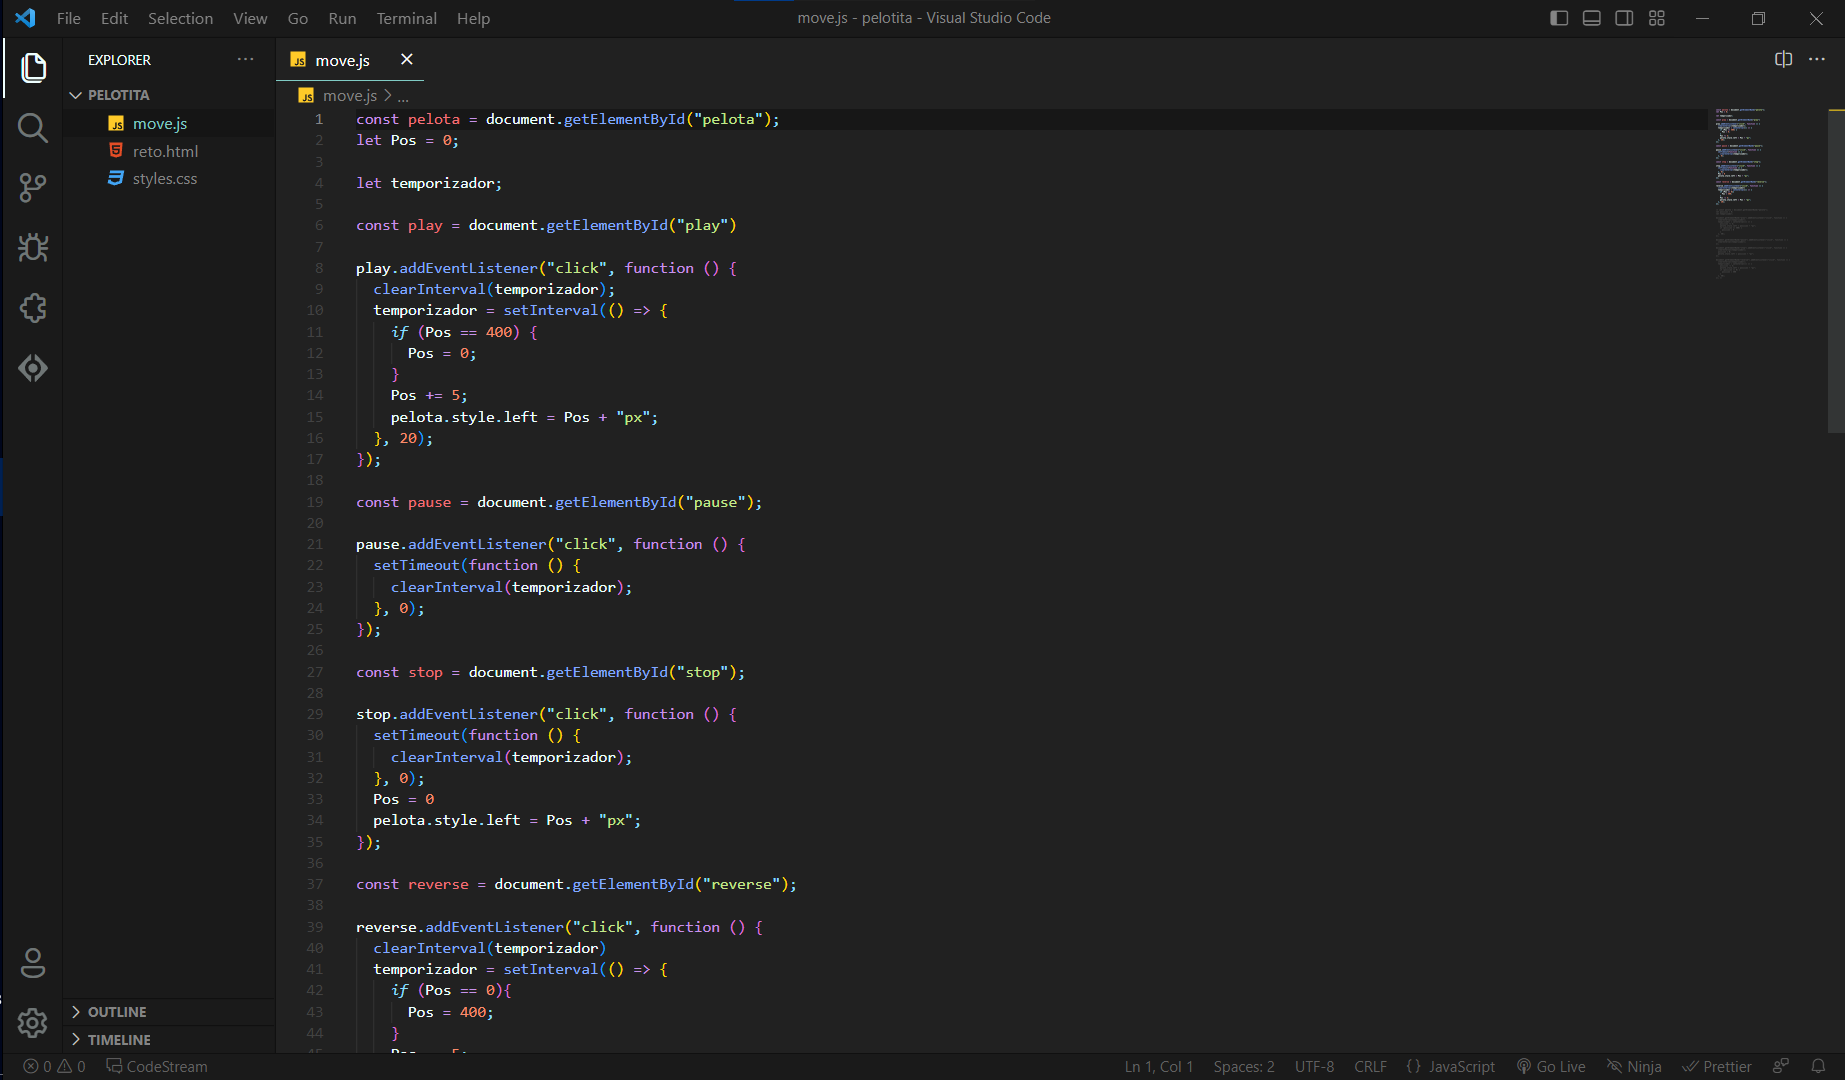 File Edit Selection View Go Run Terminal Help
move.js - pelotita - Visual Studio Code
EXPLORER
PELOTITA
move.js
reto.html
styles.css
OUTLINE
TIMELINE
move.js
move.js > ...
1 const pelota = document.getElementById("pelota");
2 let Pos = 0;
3
4 let temporizador;
5
6 const play = document.getElementById("play")
7
8 play.addEventListener("click", function () {
9 clearInterval(temporizador);
10 temporizador = setInterval(() => {
11 if (Pos == 400) {
12 Pos = 0;
13 }
14 Pos += 5;
15 pelota.style.left = Pos + "px";
16 }, 20);
17 });
18
19 const pause = document.getElementById("pause");
20
21 pause.addEventListener("click", function () {
22 setTimeout(function () {
23 clearInterval(temporizador);
24 }, 0);
25 });
26
27 const stop = document.getElementById("stop");
28
29 stop.addEventListener("click", function () {
30 setTimeout(function () {
31 clearInterval(temporizador);
32 }, 0);
33 Pos = 0
34 pelota.style.left = Pos + "px";
35 });
36
37 const reverse = document.getElementById("reverse");
38
39 reverse.addEventListener("click", function () {
40 clearInterval(temporizador)
41 temporizador = setInterval(() => {
42 if (Pos == 0){
43 Pos = 400;
44 }
0 0 CodeStream
Ln 1, Col 1 Spaces: 2 UTF-8 CRLF {} JavaScript Go Live Ninja Prettier